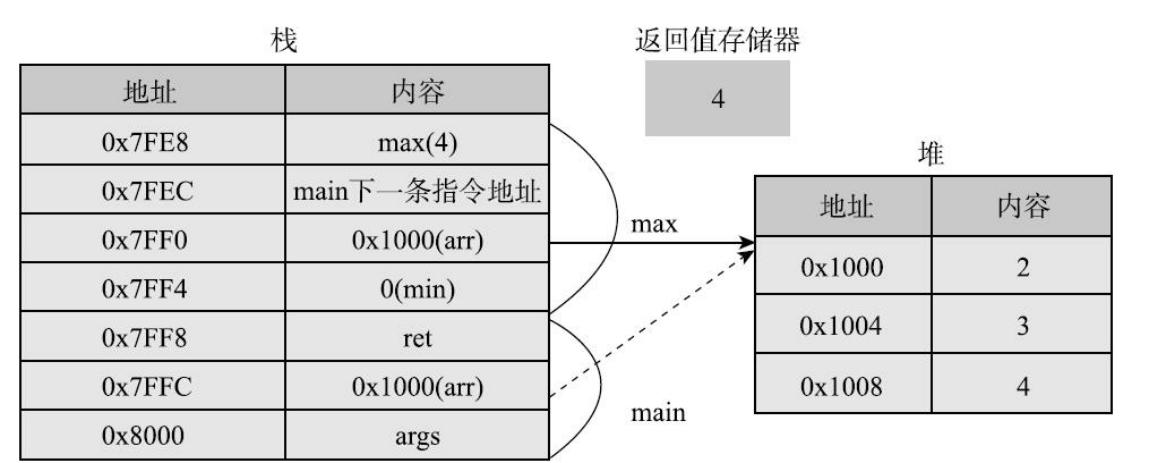 栈
地址 内容
0x7FE8 max(4)
0x7FEC main下一条指令地址
0x7FF0 0x1000(arr)
0x7FF4 0(min)
0x7FF8 ret
0x7FFC 0x1000(arr)
0x8000 args
max
main
返回值存储器
4
堆
地址 内容
0x1000 2
0x1004 3
0x1008 4